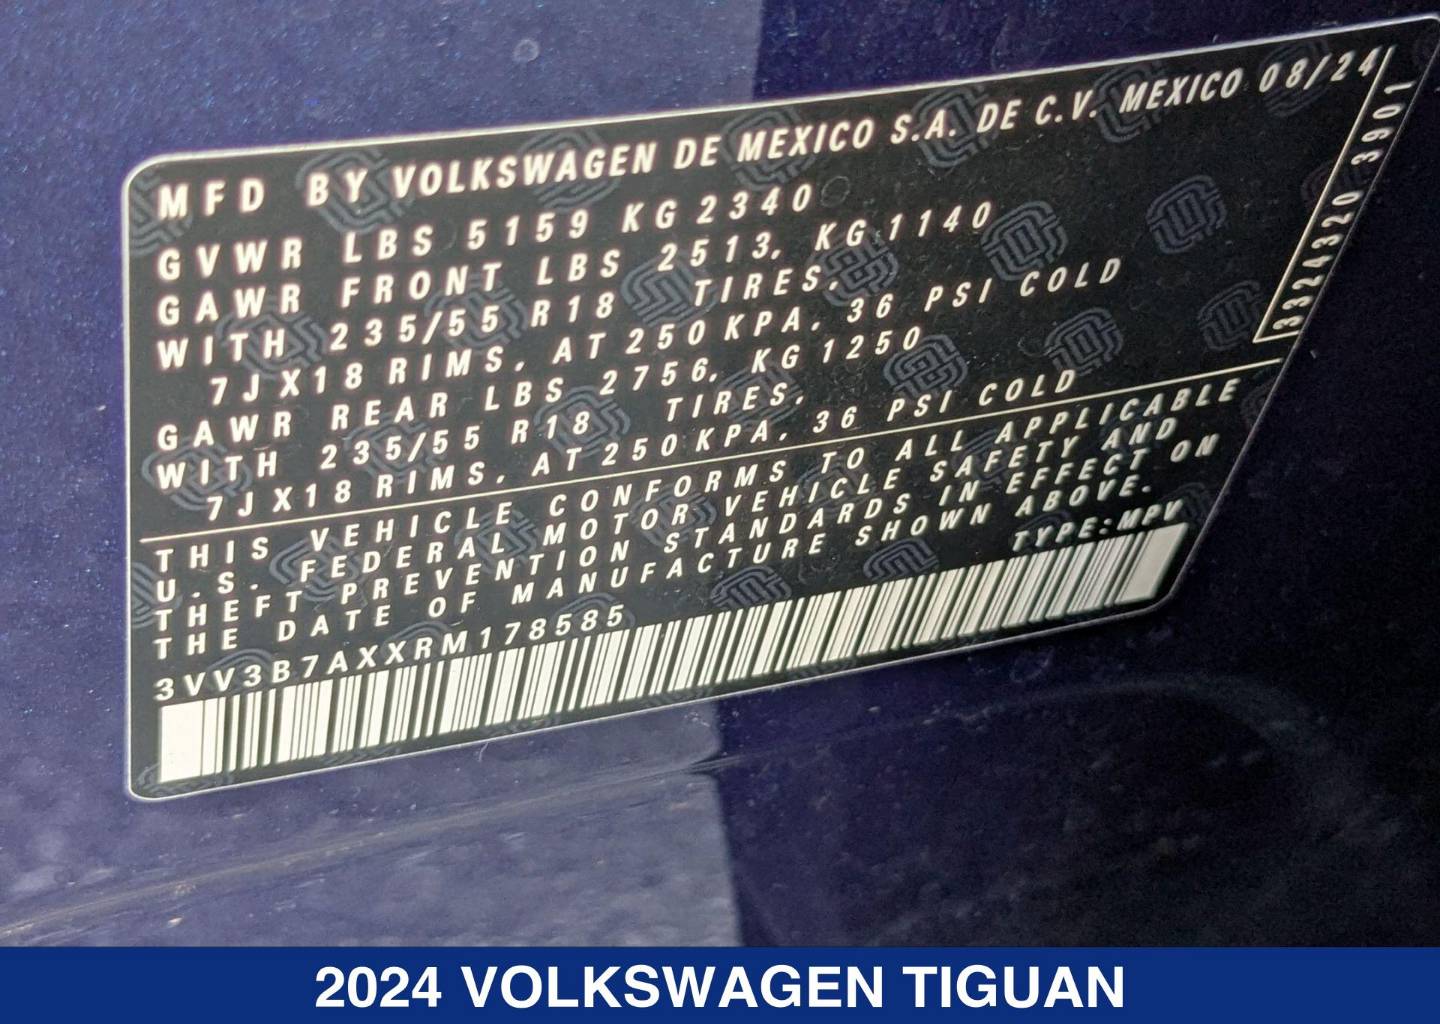 MFD BY VOLKSWAGEN DE MEXICO S.A. DE C.V. MEXICO 08/24
GVWR LBS 5159 KG 2340
GAWR FRONT LBS 2513, KG 1140
WITH 235/55 R18 TIRES,
7J X18 RIMS, AT 250 KPA, 36 PSI COLD
GAWR REAR LBS 2756, KG 1250
WITH 235/55 R18 TIRES,
7J X18 RIMS, AT 250 KPA, 36 PSI COLD
3324320 3901
THIS VEHICLE CONFORMS TO ALL APPLICABLE
U.S. FEDERAL MOTOR VEHICLE SAFETY AND
THEFT PREVENTION STANDARDS IN EFFECT ON
THE DATE OF MANUFACTURE SHOWN ABOVE.
3VV3B7AXXRM178585 TYPE:MPV
2024 VOLKSWAGEN TIGUAN